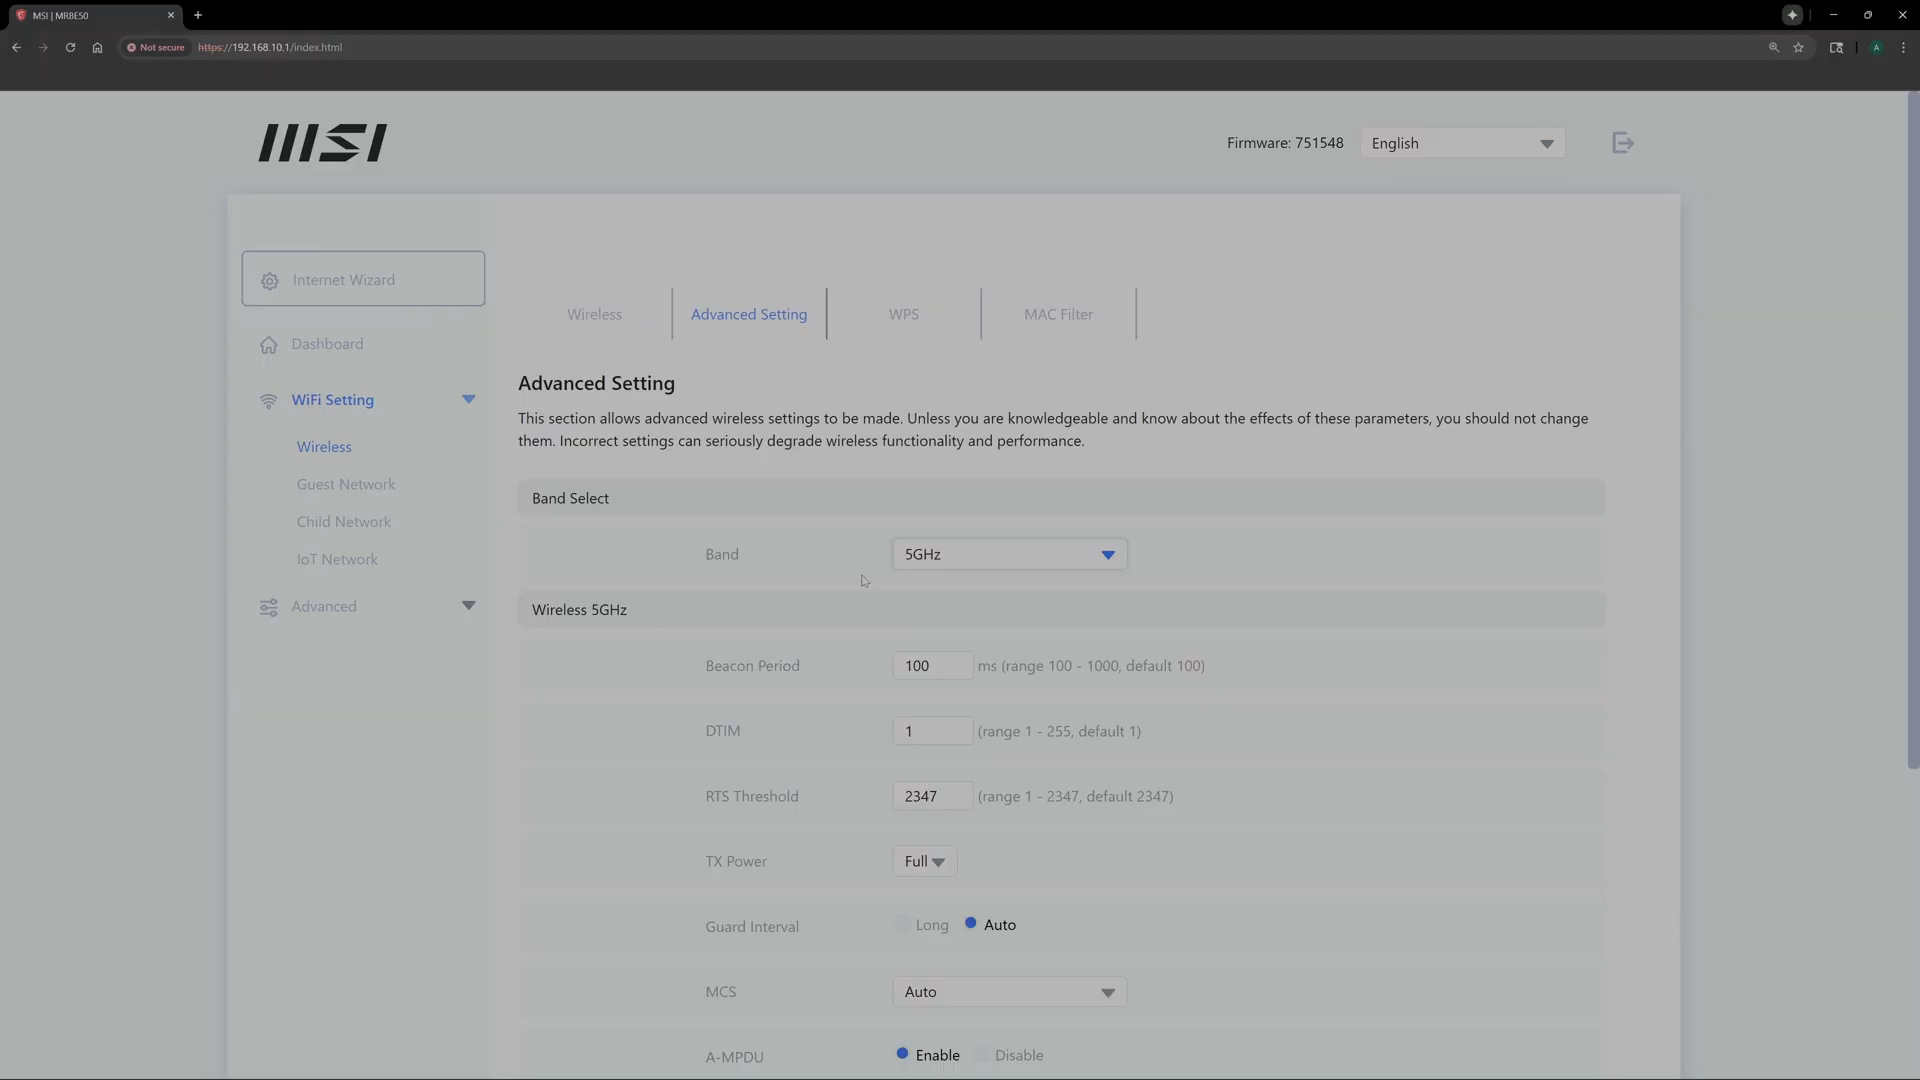 MSI | MRBE50
Not secure
https://192.168.10.1/index.html
A
MSI
Firmware: 751548
English
Internet Wizard
Dashboard
WiFi Setting
Wireless
Guest Network
Child Network
IoT Network
Advanced
Wireless
Advanced Setting
WPS
MAC Filter
Advanced Setting
This section allows advanced wireless settings to be made. Unless you are knowledgeable and know about the effects of these parameters, you should not change
them. Incorrect settings can seriously degrade wireless functionality and performance.
Band Select
Band
5GHz
Wireless 5GHz
Beacon Period
100
ms (range 100 - 1000, default 100)
DTIM
1
(range 1 - 255, default 1)
RTS Threshold
2347
(range 1 - 2347, default 2347)
TX Power
Full
Guard Interval
Long
Auto
MCS
Auto
A-MPDU
Enable
Disable